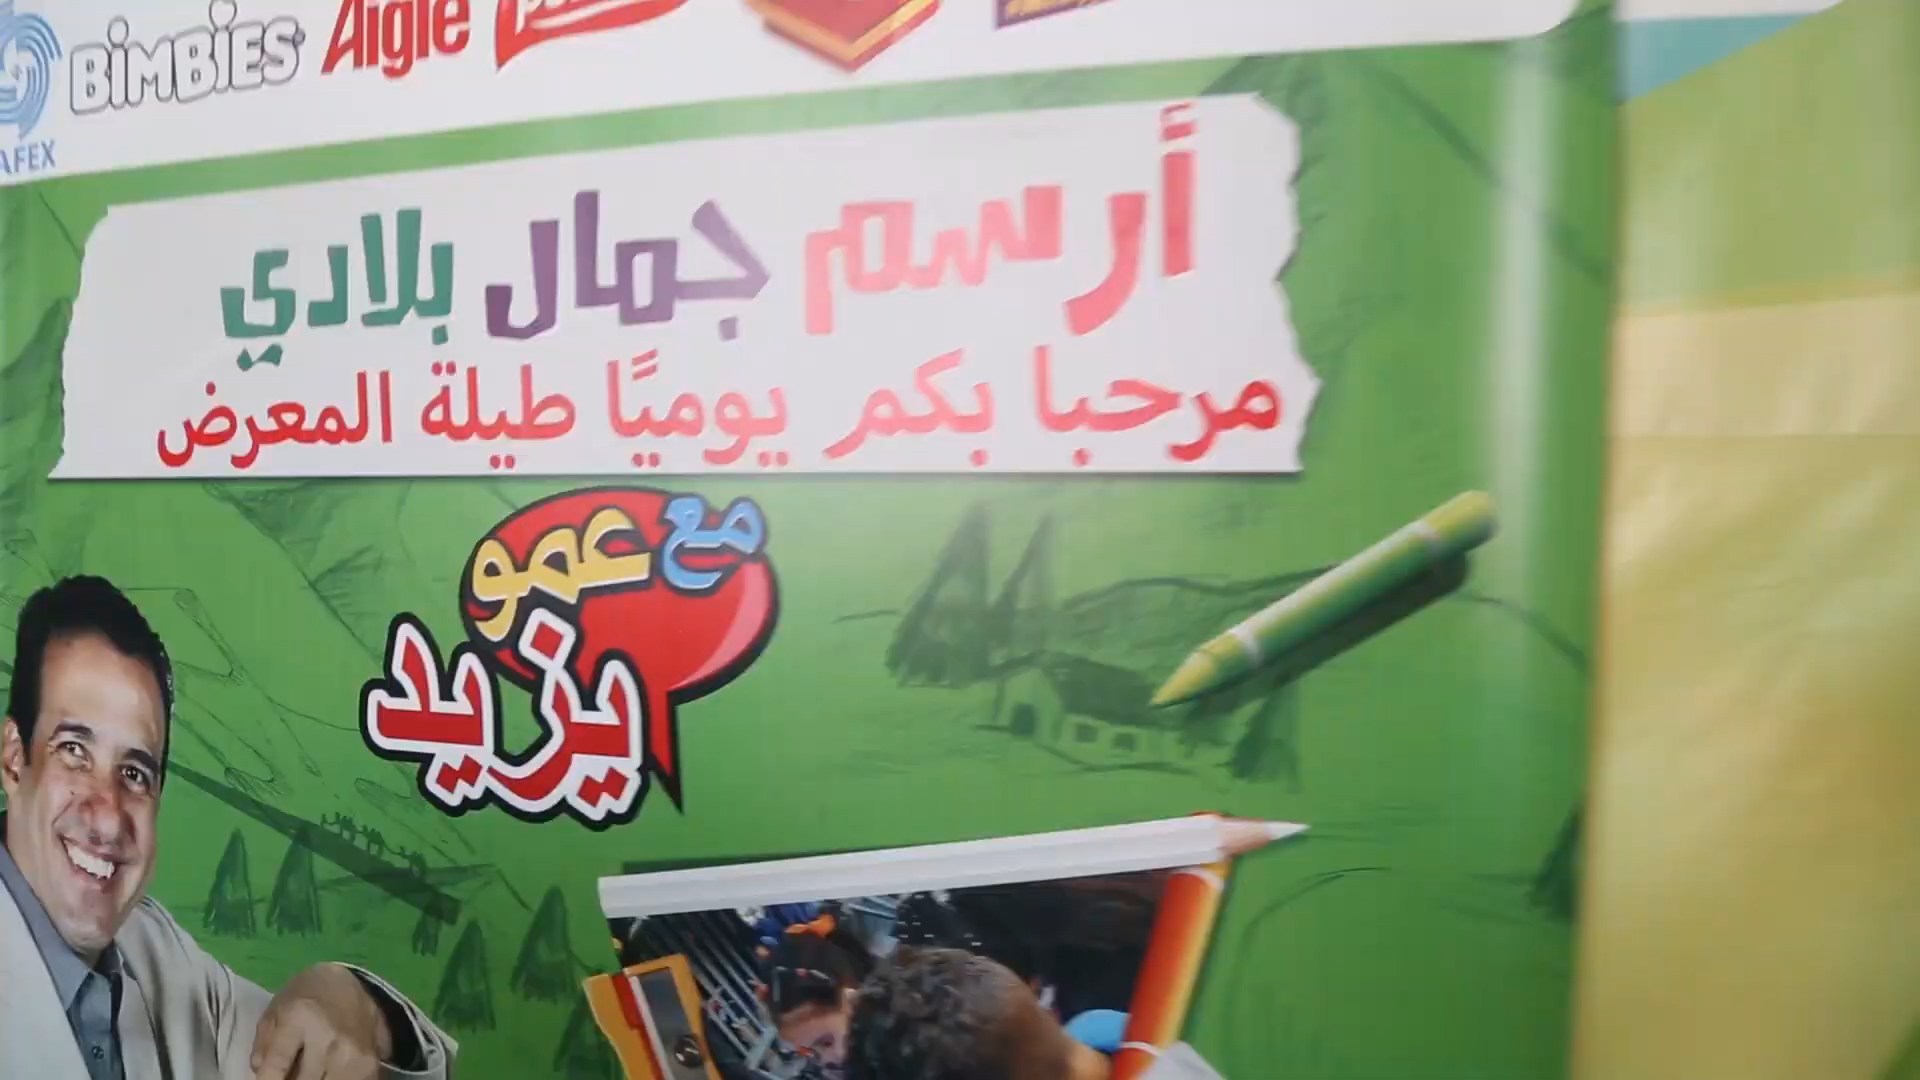 BiMBiES Aigle
AFEX
أرسم جمال بلادي
مرحبا بكم يوميًا طيلة المعرض
مع عمو
يزيد